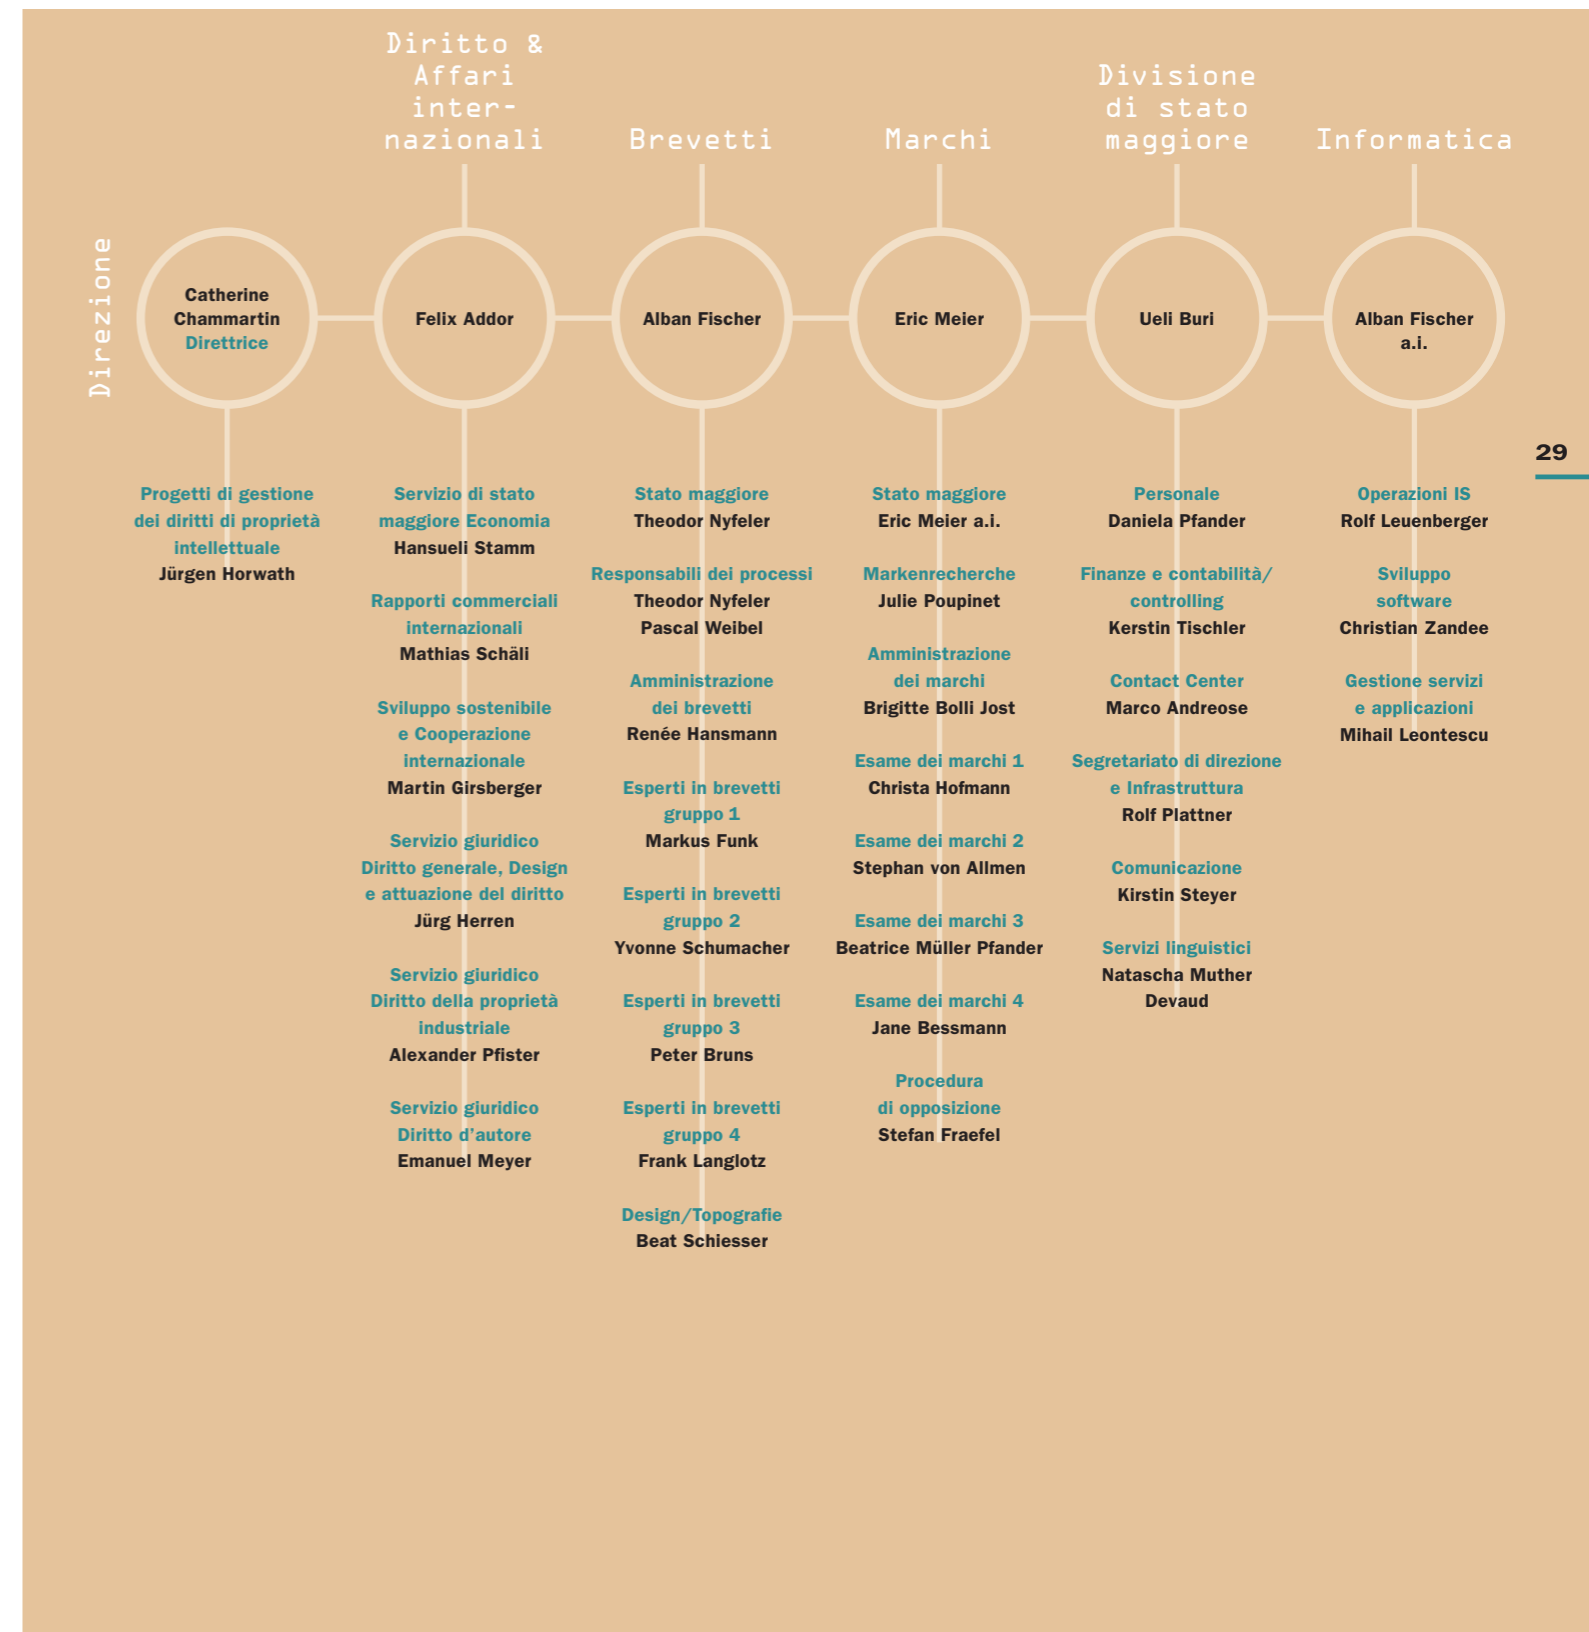 Diritto &
Affari
inter-
nazionali
Brevetti
Marchi
Divisione
di stato
maggiore
Informatica
Direzione
Catherine
Chammartin
Direttrice
Felix Addor
Alban Fischer
Eric Meier
Ueli Buri
Alban Fischer
a.i.
29
Progetti di gestione
dei diritti di proprietà
intellettuale
Jürgen Horwath
Servizio di stato
maggiore Economia
Hansueli Stamm
Rapporti commerciali
internazionali
Mathias Schäli
Sviluppo sostenibile
e Cooperazione
internazionale
Martin Girsberger
Servizio giuridico
Diritto generale, Design
e attuazione del diritto
Jürg Herren
Servizio giuridico
Diritto della proprietà
industriale
Alexander Pfister
Servizio giuridico
Diritto d'autore
Emanuel Meyer
Stato maggiore
Theodor Nyfeler
Responsabili dei processi
Theodor Nyfeler
Pascal Weibel
Amministrazione
dei brevetti
Renée Hansmann
Esperti in brevetti
gruppo 1
Markus Funk
Esperti in brevetti
gruppo 2
Yvonne Schumacher
Esperti in brevetti
gruppo 3
Peter Bruns
Esperti in brevetti
gruppo 4
Frank Langlotz
Design/Topografie
Beat Schiesser
Stato maggiore
Eric Meier a.i.
Markenrecherche
Julie Poupinet
Amministrazione
dei marchi
Brigitte Bolli Jost
Esame dei marchi 1
Christa Hofmann
Esame dei marchi 2
Stephan von Allmen
Esame dei marchi 3
Beatrice Müller Pfander
Esame dei marchi 4
Jane Bessmann
Procedura
di opposizione
Stefan Fraefel
Personale
Daniela Pfander
Finanze e contabilità/
controlling
Kerstin Tischler
Contact Center
Marco Andreose
Segretariato di direzione
e Infrastruttura
Rolf Plattner
Comunicazione
Kirstin Steyer
Servizi linguistici
Natascha Muther
Devaud
Operazioni IS
Rolf Leuenberger
Sviluppo
software
Christian Zandee
Gestione servizi
e applicazioni
Mihail Leontescu